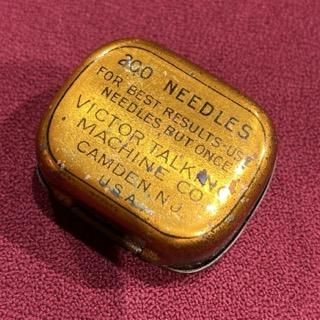 200 NEEDLES
FOR BEST RESULTS-USE
NEEDLES, BUT ONCE
VICTOR TALKING
MACHINE CO
CAMDEN. N.J.
U.S.A.